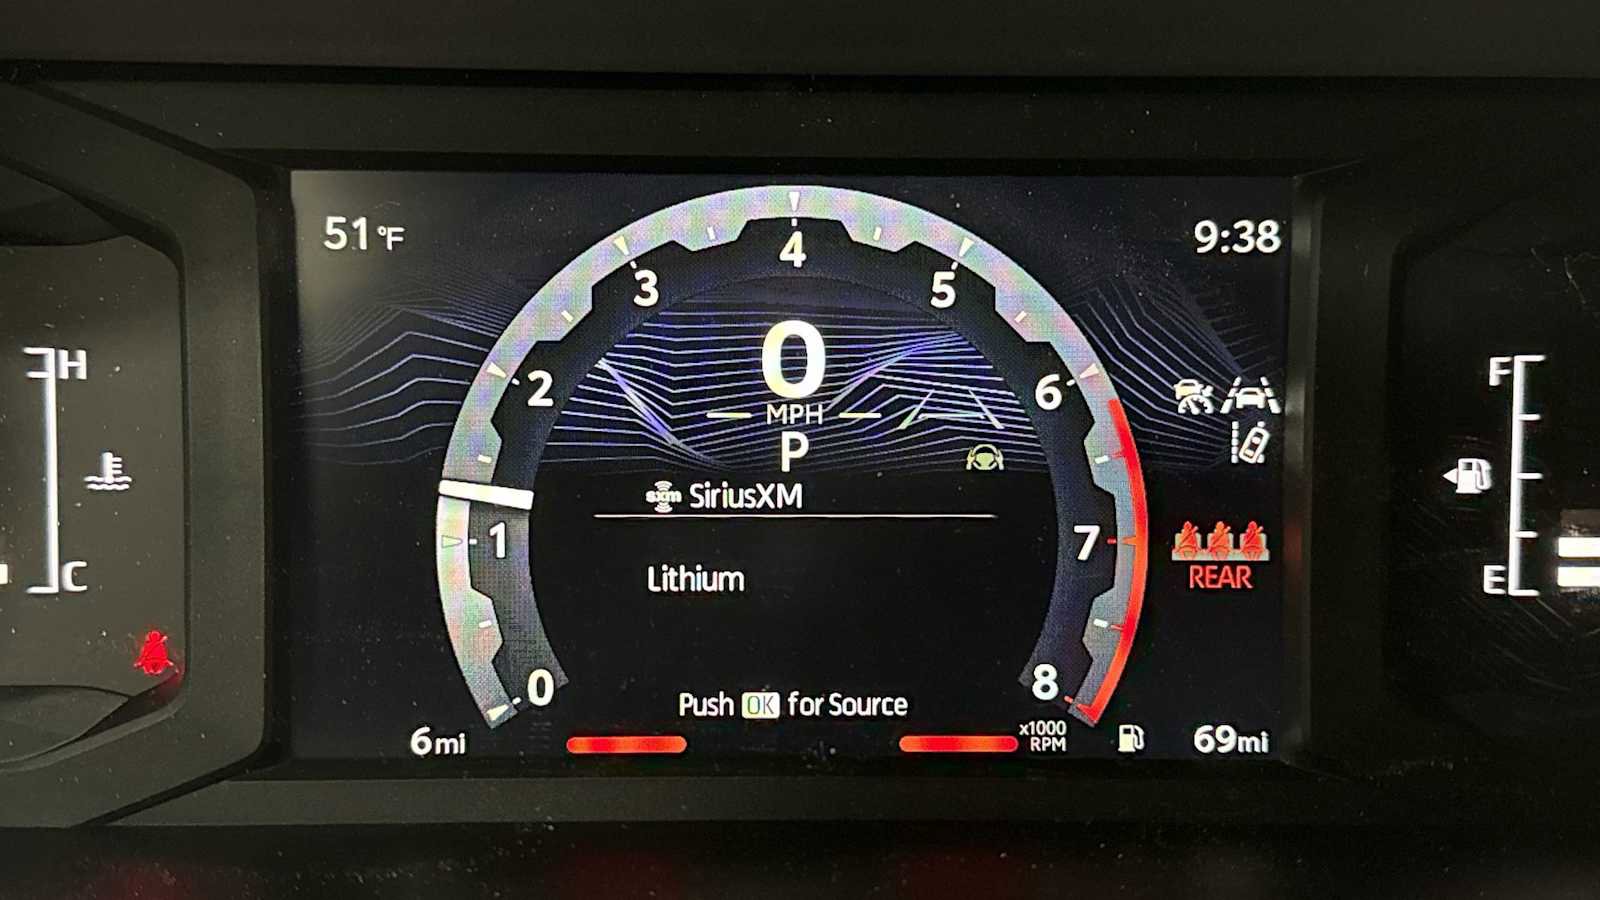 51°F
9:38
4
3
5
H
0
F
2
6
MPH
P
sxm SiriusXM
1
7
C
Lithium
REAR
E
0
8
Push OK for Source
6mi
x1000
RPM
69mi